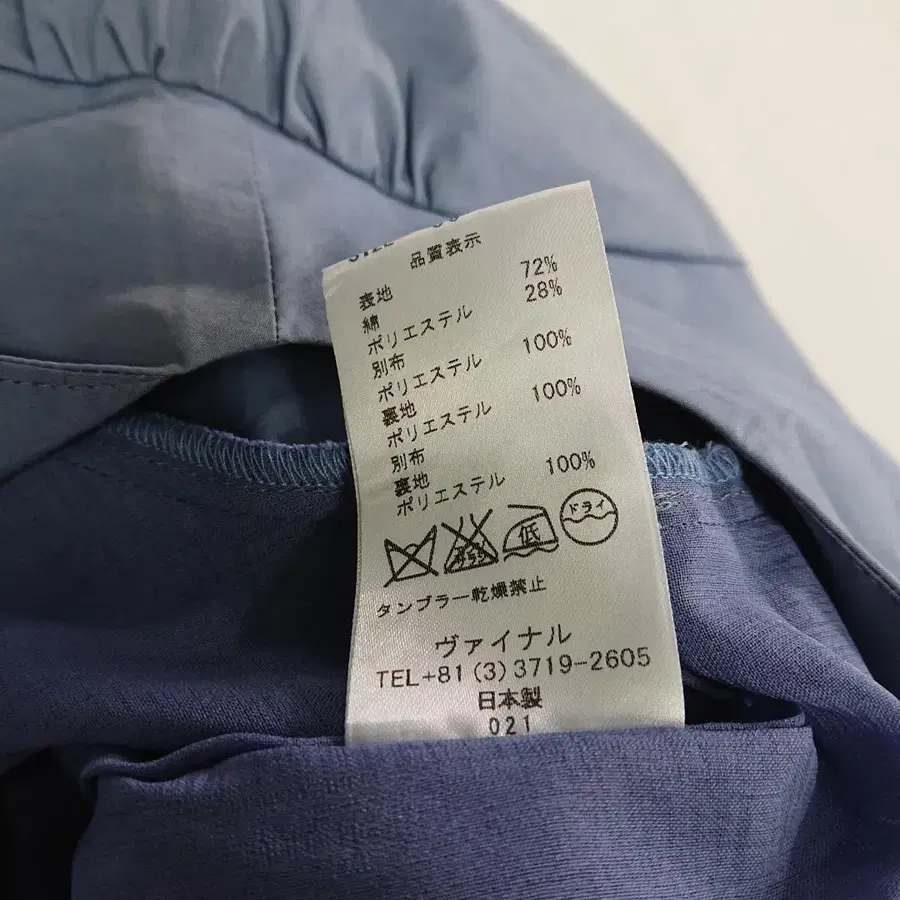 SIZE
品質表示
表地
綿 72%
ポリエステル 28%
別布
ポリエステル 100%
裏地
ポリエステル 100%
別布
裏地
ポリエステル 100%
低 ドライ
タンブラー乾燥禁止
ヴァイナル
TEL+81(3)3719-2605
日本製
021